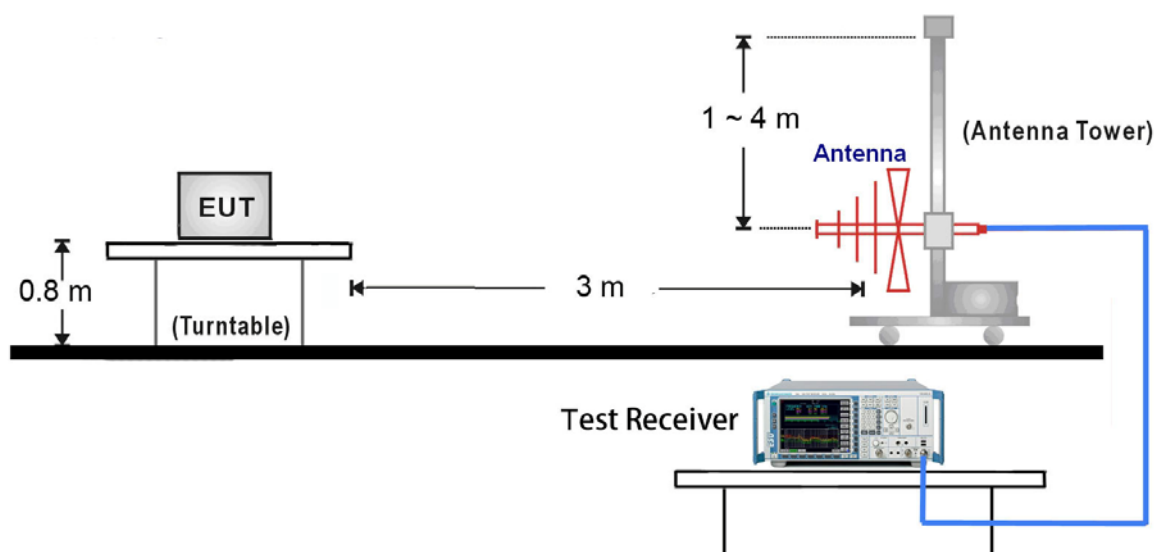 1 ~ 4 m
(Antenna Tower)
Antenna
EUT
0.8 m
3 m
(Turntable)
Test Receiver